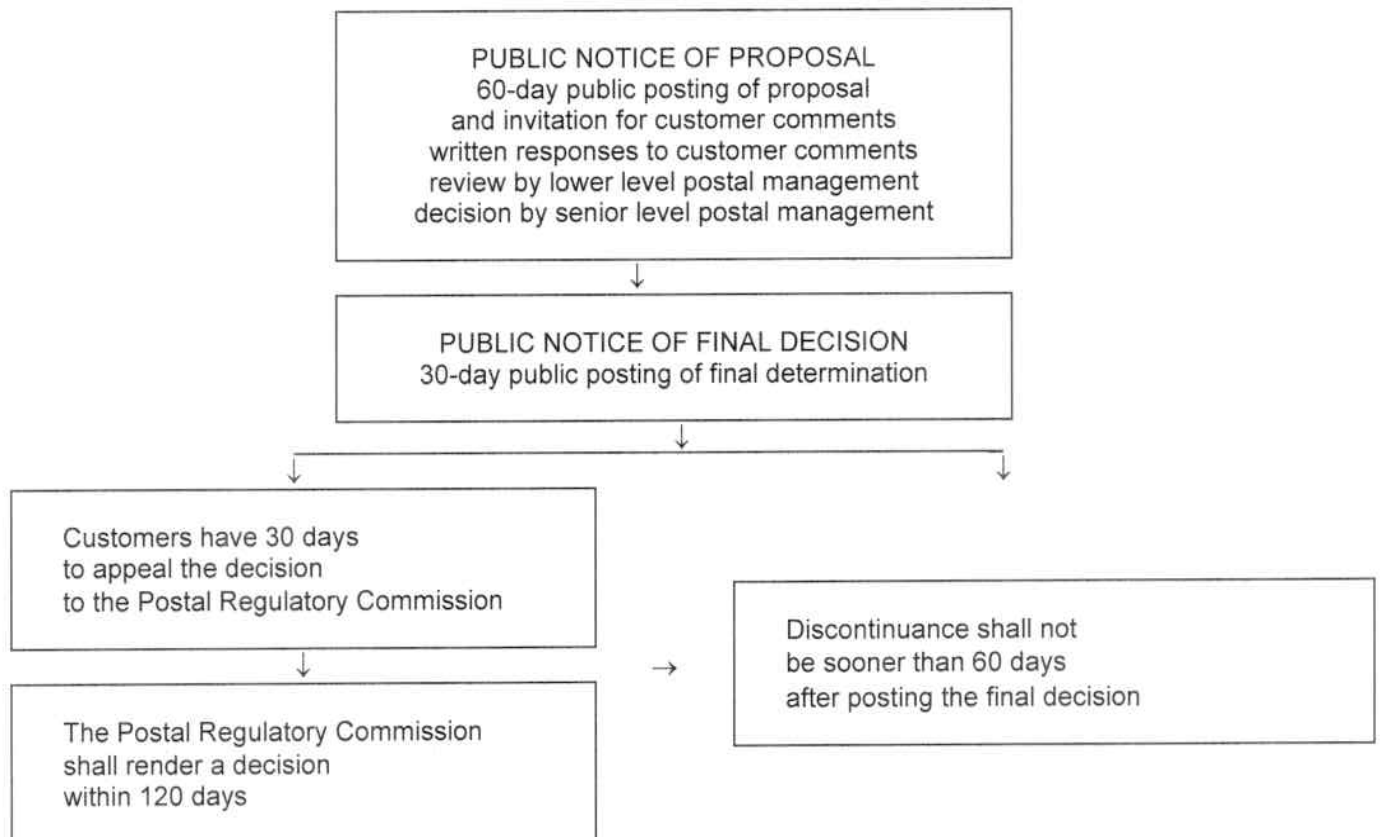 PUBLIC NOTICE OF PROPOSAL
60-day public posting of proposal
and invitation for customer comments
written responses to customer comments
review by lower level postal management
decision by senior level postal management
PUBLIC NOTICE OF FINAL DECISION
30-day public posting of final determination
Customers have 30 days
to appeal the decision
to the Postal Regulatory Commission
The Postal Regulatory Commission
shall render a decision
within 120 days
Discontinuance shall not
be sooner than 60 days
after posting the final decision